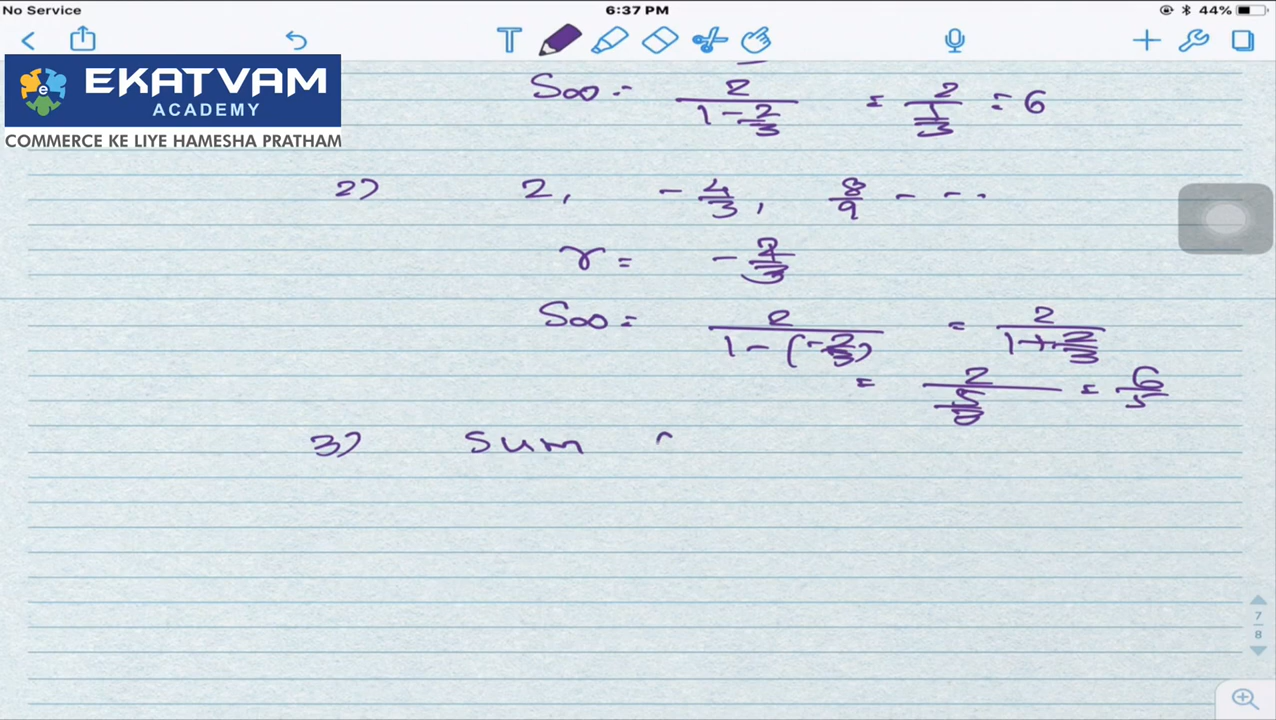 No Service 6:37 PM 44%
T
EKATVAM
ACADEMY
COMMERCE KE LIYE HAMESHA PRATHAM
S∞ = 2/(1 - 2/3) = 2/(1/3) = 6
2) 2, -4/3, 8/9 - - - -
r = -2/3
S∞ = 2/(1 - (-2/3)) = 2/(1 + 2/3)
= 2/(5/3) = 6/5
3) Sum
7/8